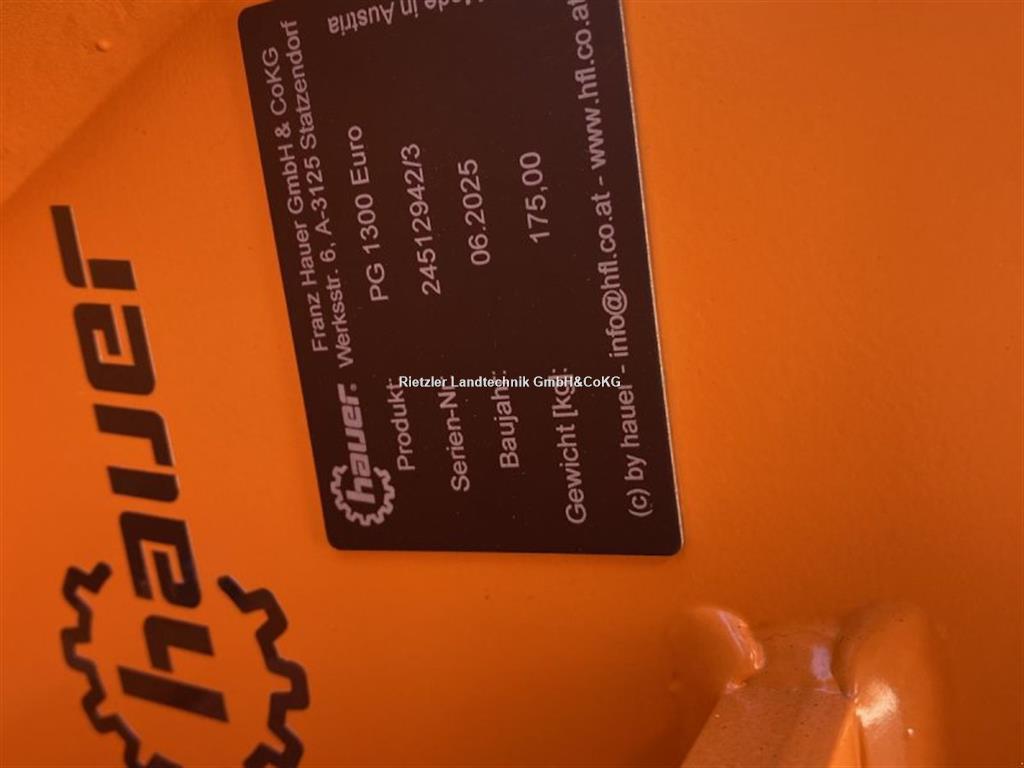 hauer
Franz Hauer GmbH & CoKG
Werksstr. 6, A-3125 Statzendorf
hauer
Produkt: PG 1300 Euro
Serien-Nr.: 24512942/3
Baujahr: 06.2025
Gewicht [kg]: 175,00
(c) by hauer - info@hfl.co.at - www.hfl.co.at
Made in Austria
Rietzler Landtechnik GmbH&CoKG